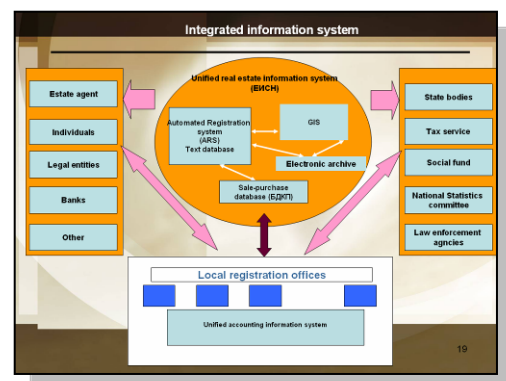 Integrated information system
Unified real estate information system
(ЕИСН)
Estate agent
Individuals
Legal entities
Banks
Other
Automated Registration
system
(ARS)
Text database
GIS
Electronic archive
Sale-purchase
database (БДКП)
State bodies
Tax service
Social fund
National Statistics
committee
Law enforcement
agncies
Local registration offices
Unified accounting information system
19